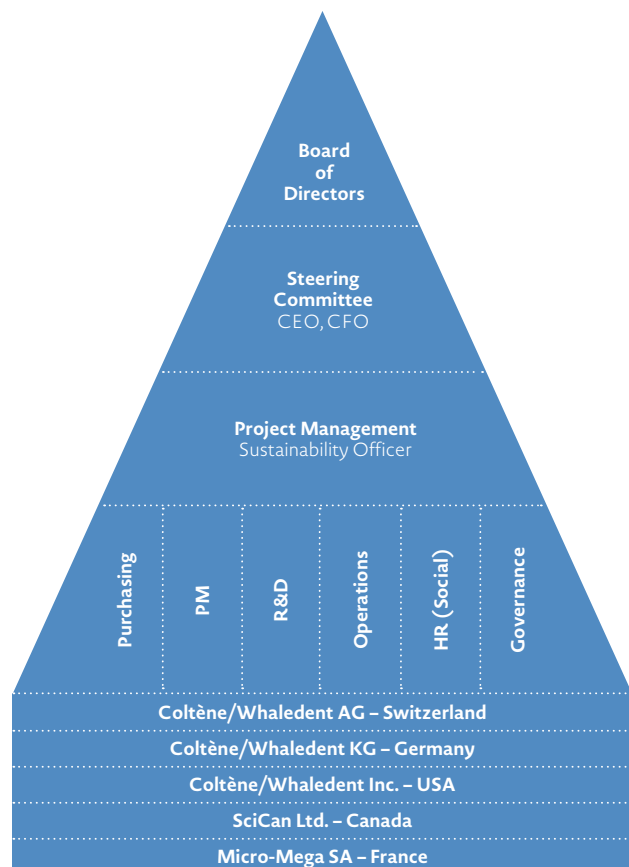 Board
of
Directors
Steering
Committee
CEO, CFO
Project Management
Sustainability Officer
Purchasing
PM
R&D
Operations
HR (Social)
Governance
Coltène/Whaledent AG – Switzerland
Coltène/Whaledent KG – Germany
Coltène/Whaledent Inc. – USA
SciCan Ltd. – Canada
Micro-Mega SA – France